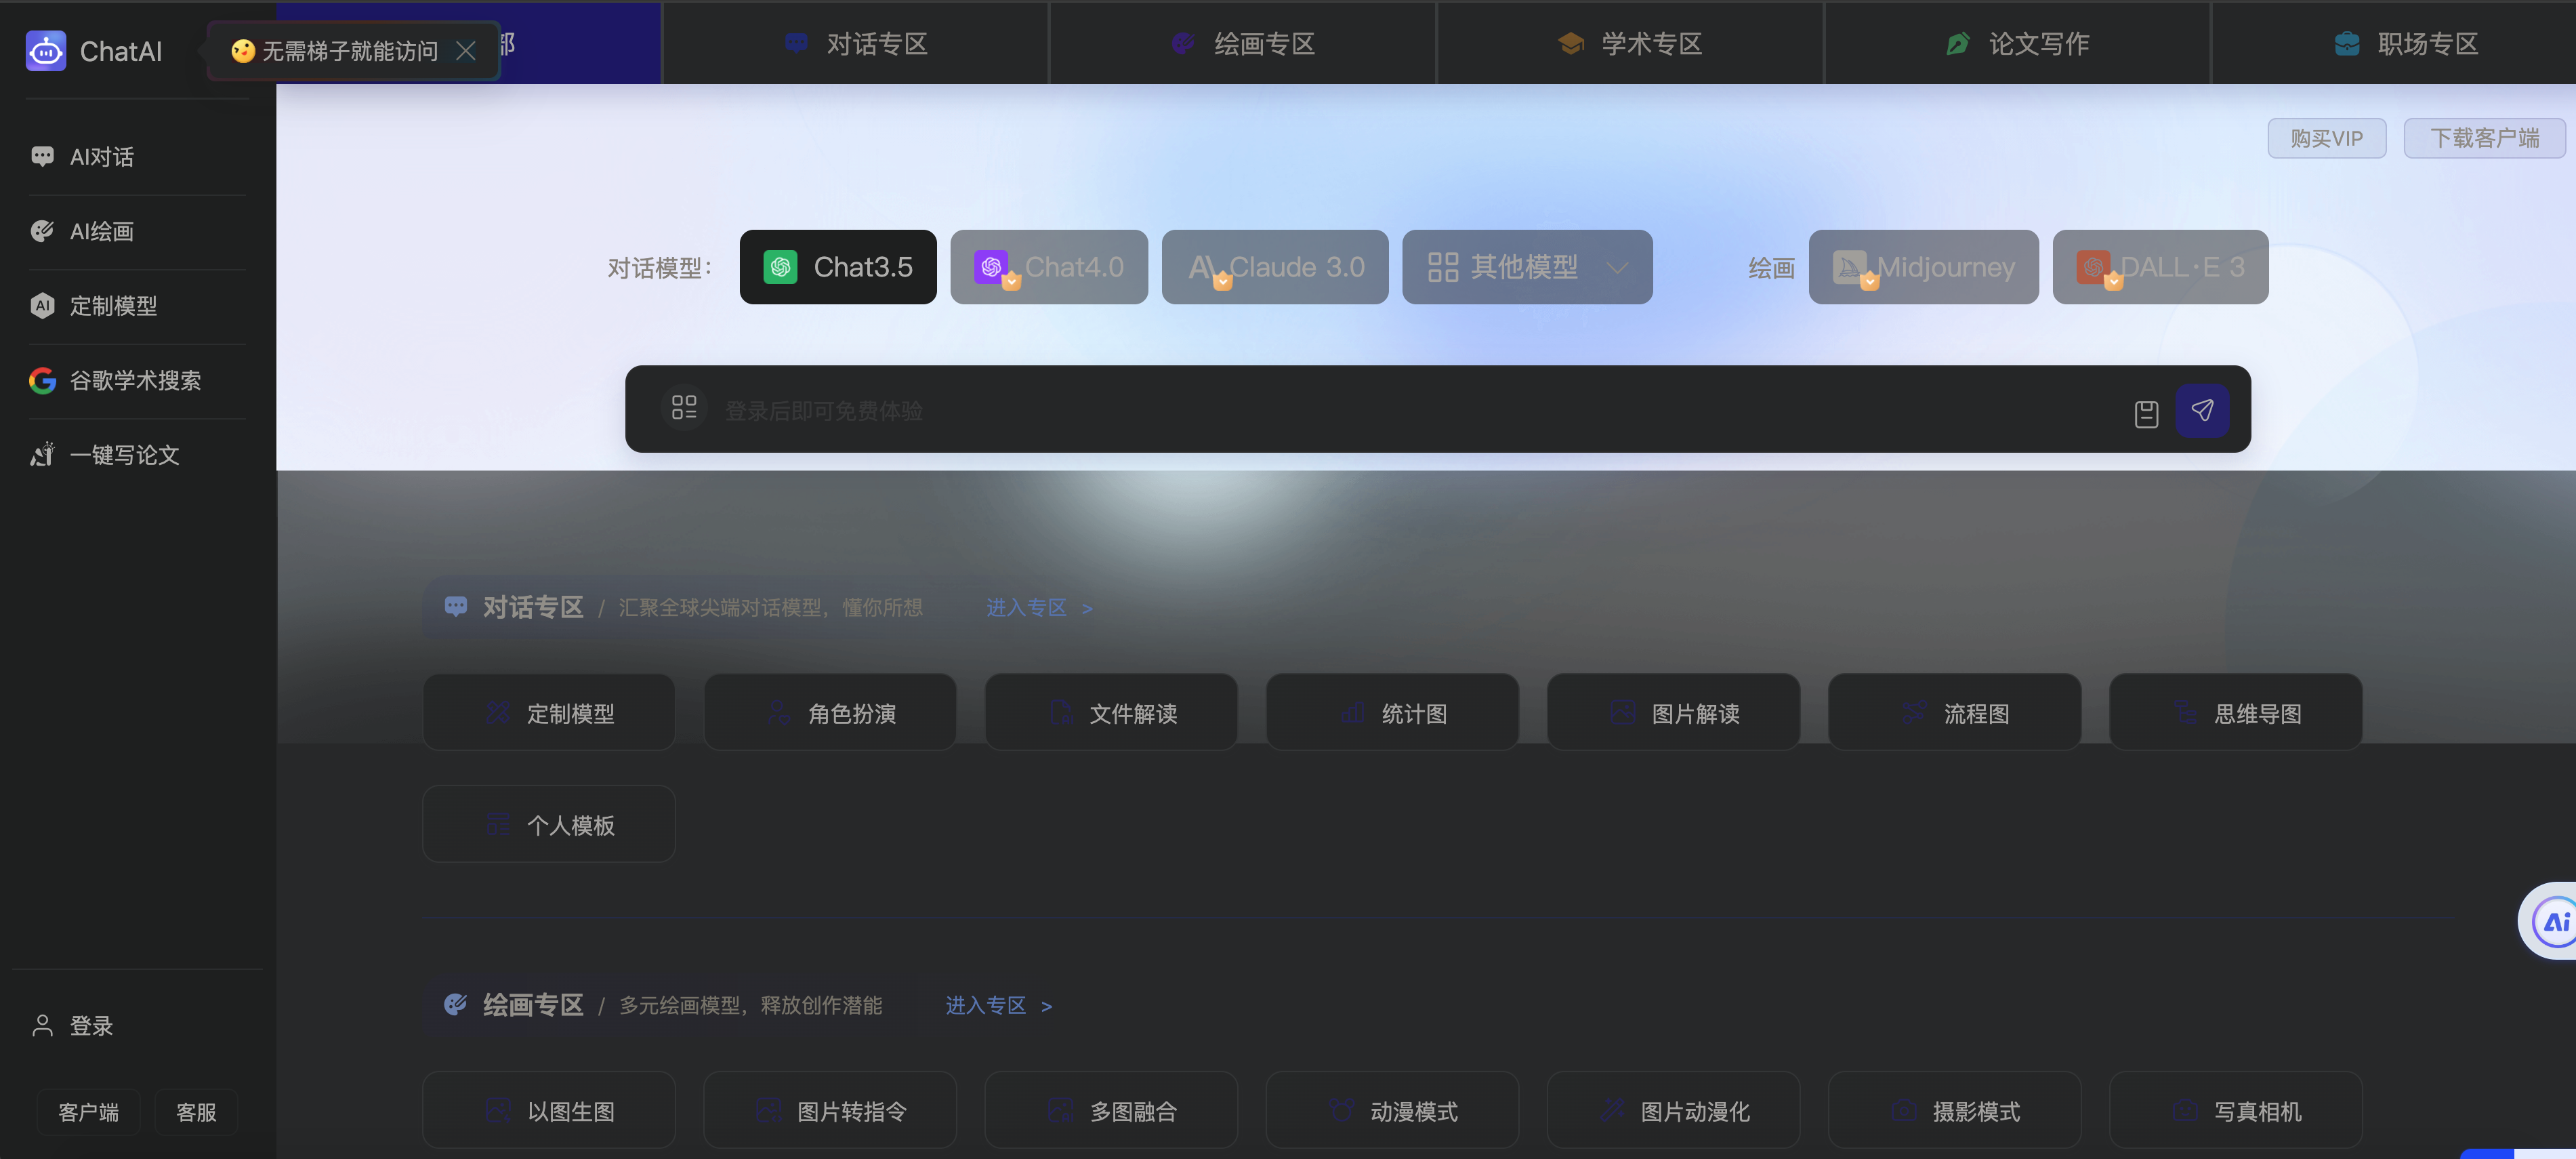 ChatAI
无需梯子就能访问
部
对话专区
绘画专区
学术专区
论文写作
职场专区
AI对话
AI绘画
定制模型
谷歌学术搜索
一键写论文
购买VIP
下载客户端
对话模型：
Chat3.5
Chat4.0
Claude 3.0
其他模型
绘画
Midjourney
DALL·E 3
登录后即可免费体验
对话专区 / 汇聚全球尖端对话模型，懂你所想 进入专区 >
定制模型
角色扮演
文件解读
统计图
图片解读
流程图
思维导图
个人模板
绘画专区 / 多元绘画模型，释放创作潜能 进入专区 >
以图生图
图片转指令
多图融合
动漫模式
图片动漫化
摄影模式
写真相机
登录
客户端
客服
Ai